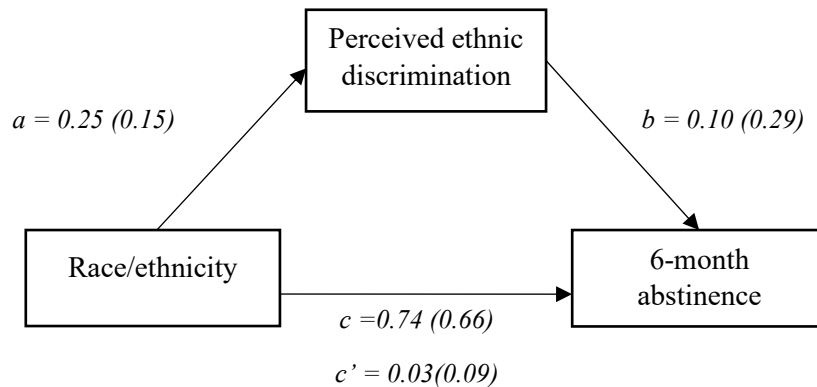 Perceived ethnic
discrimination
a = 0.25 (0.15)
b = 0.10 (0.29)
Race/ethnicity
6-month
abstinence
c =0.74 (0.66)
c’ = 0.03(0.09)